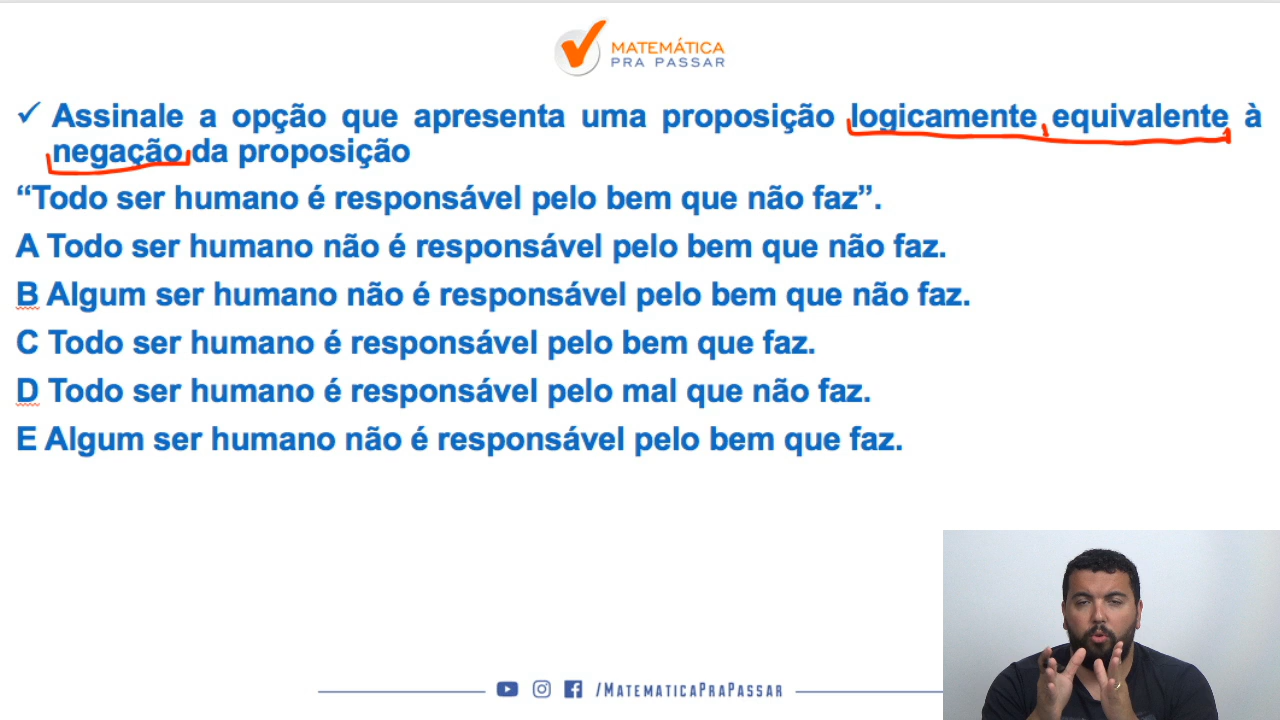 MATEMÁTICA
PRA PASSAR
✓ Assinale a opção que apresenta uma proposição logicamente equivalente à
negação da proposição
“Todo ser humano é responsável pelo bem que não faz”.
A Todo ser humano não é responsável pelo bem que não faz.
B Algum ser humano não é responsável pelo bem que não faz.
C Todo ser humano é responsável pelo bem que faz.
D Todo ser humano é responsável pelo mal que não faz.
E Algum ser humano não é responsável pelo bem que faz.
/MATEMATICAPRAPASSAR